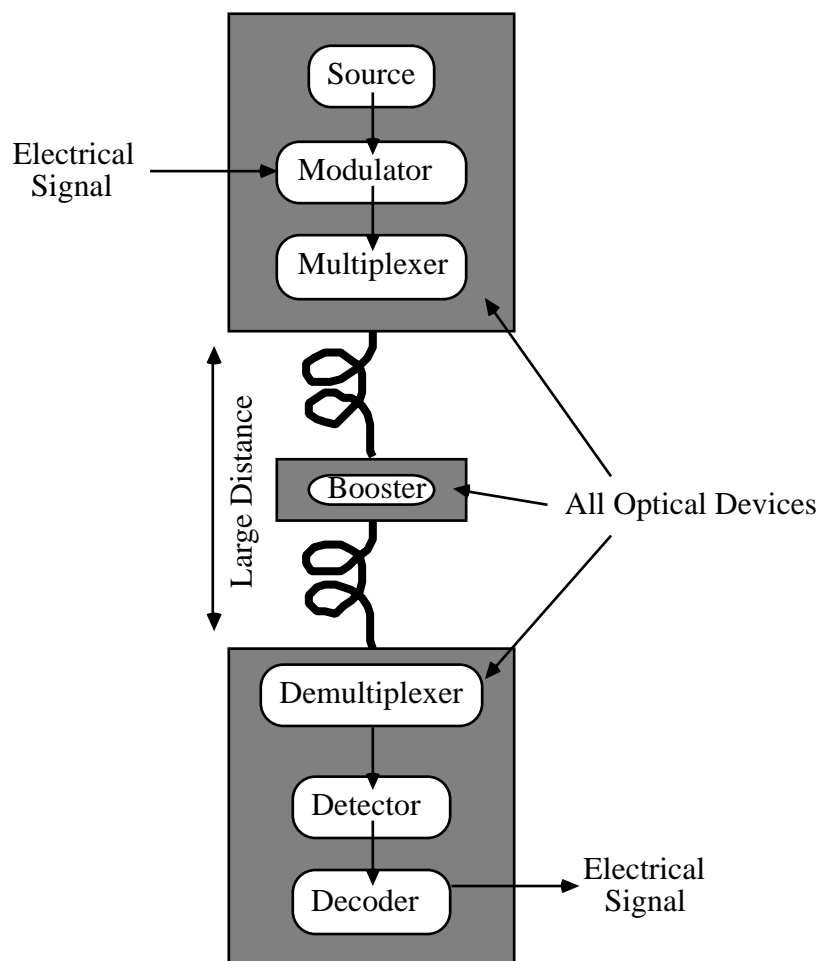 Source
Electrical
Signal
Modulator
Multiplexer
Large Distance
Booster
All Optical Devices
Demultiplexer
Detector
Decoder
Electrical
Signal